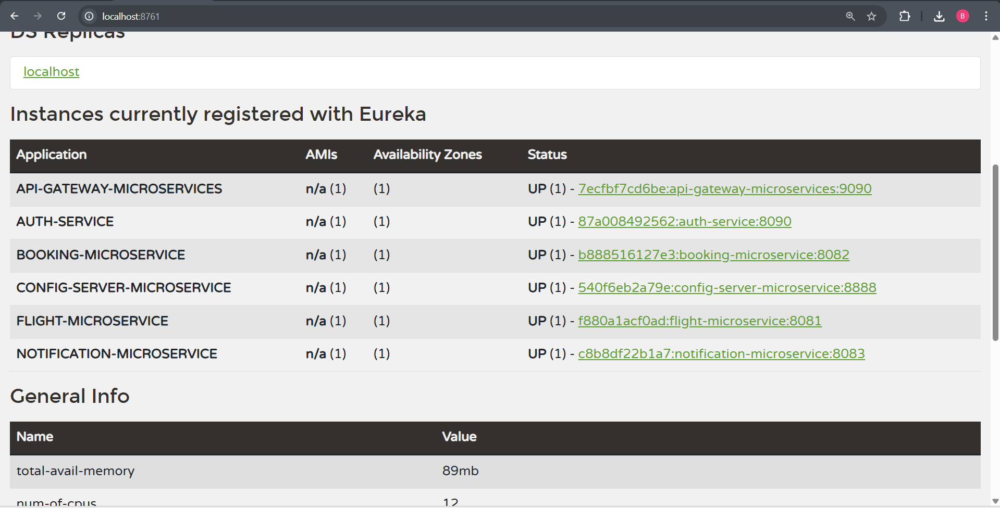 localhost:8761
B
DS Replicas
localhost
Instances currently registered with Eureka
Application AMIs Availability Zones Status
API-GATEWAY-MICROSERVICES n/a (1) (1) UP (1) - 7ecfbf7cd6be:api-gateway-microservices:9090
AUTH-SERVICE n/a (1) (1) UP (1) - 87a008492562:auth-service:8090
BOOKING-MICROSERVICE n/a (1) (1) UP (1) - b888516127e3:booking-microservice:8082
CONFIG-SERVER-MICROSERVICE n/a (1) (1) UP (1) - 540f6eb2a79e:config-server-microservice:8888
FLIGHT-MICROSERVICE n/a (1) (1) UP (1) - f880a1acf0ad:flight-microservice:8081
NOTIFICATION-MICROSERVICE n/a (1) (1) UP (1) - c8b8df22b1a7:notification-microservice:8083
General Info
Name Value
total-avail-memory 89mb
num-of-cpus 12